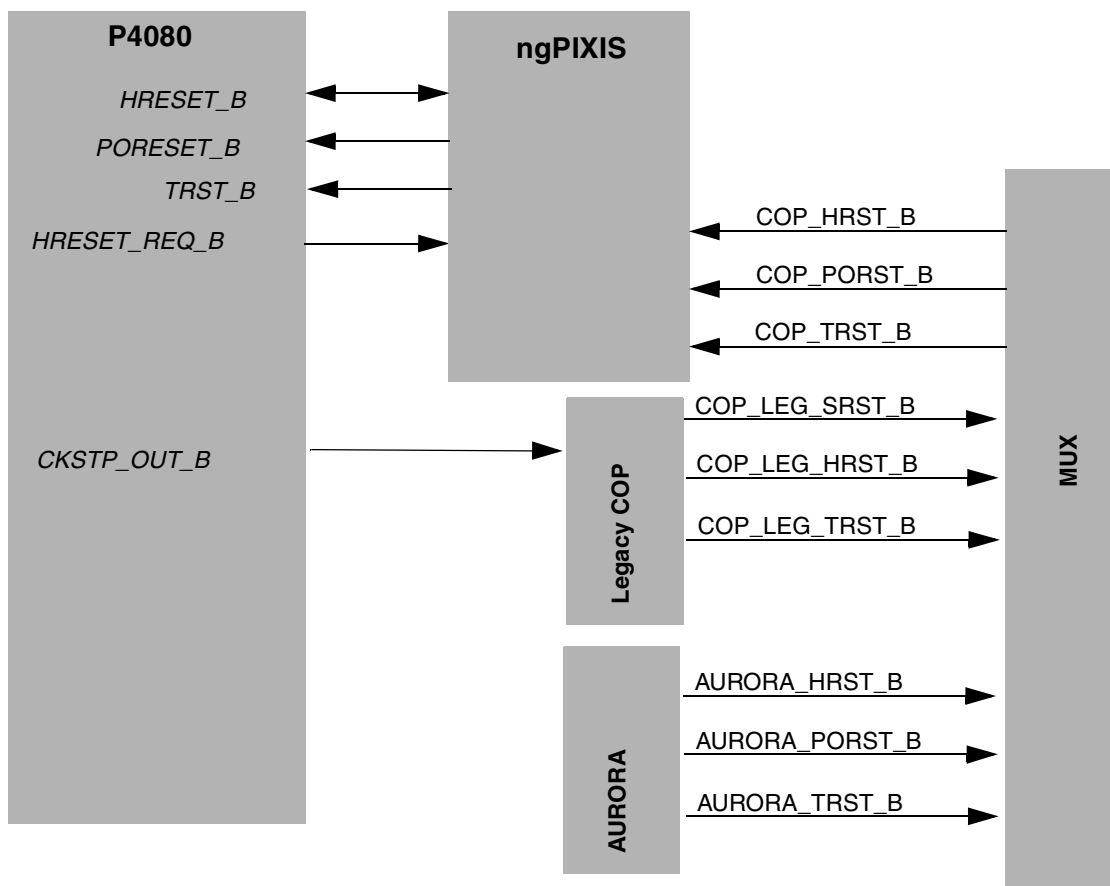 P4080
ngPIXIS
HRESET_B
PORESET_B
TRST_B
HRESET_REQ_B
COP_HRST_B
COP_PORST_B
COP_TRST_B
COP_LEG_SRST_B
COP_LEG_HRST_B
COP_LEG_TRST_B
CKSTP_OUT_B
Legacy COP
MUX
AURORA_HRST_B
AURORA_PORST_B
AURORA_TRST_B
AURORA